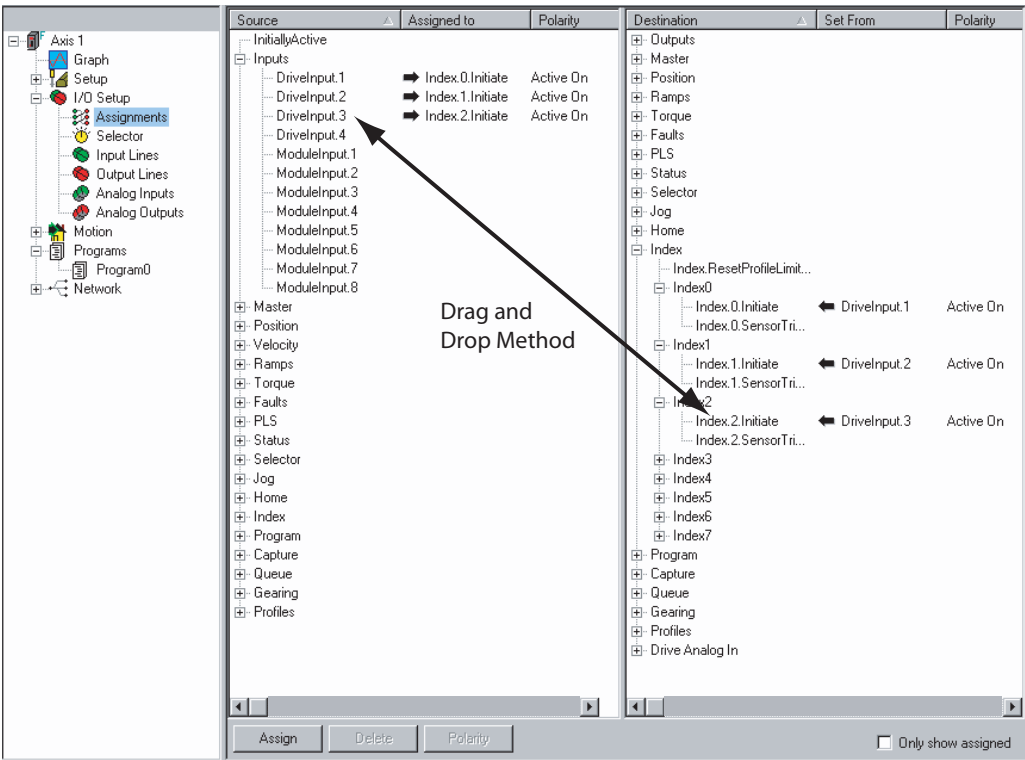 Axis 1
Graph
Setup
I/O Setup
Assignments
Selector
Input Lines
Output Lines
Analog Inputs
Analog Outputs
Motion
Programs
Program0
Network
Source Assigned to Polarity
InitiallyActive
Inputs
DriveInput.1 Index.0.Initiate Active On
DriveInput.2 Index.1.Initiate Active On
DriveInput.3 Index.2.Initiate Active On
DriveInput.4
ModuleInput.1
ModuleInput.2
ModuleInput.3
ModuleInput.4
ModuleInput.5
ModuleInput.6
ModuleInput.7
ModuleInput.8
Master
Position
Velocity
Ramps
Torque
Faults
PLS
Status
Selector
Jog
Home
Index
Program
Capture
Queue
Gearing
Profiles
Drag and
Drop Method
Destination Set From Polarity
Outputs
Master
Position
Ramps
Torque
Faults
PLS
Status
Selector
Jog
Home
Index
Index.ResetProfileLimit...
Index0
Index.0.Initiate DriveInput.1 Active On
Index.0.SensorTri...
Index1
Index.1.Initiate DriveInput.2 Active On
Index.1.SensorTri...
Index2
Index.2.Initiate DriveInput.3 Active On
Index.2.SensorTri...
Index3
Index4
Index5
Index6
Index7
Program
Capture
Queue
Gearing
Profiles
Drive Analog In
Assign Delete Polarity
Only show assigned